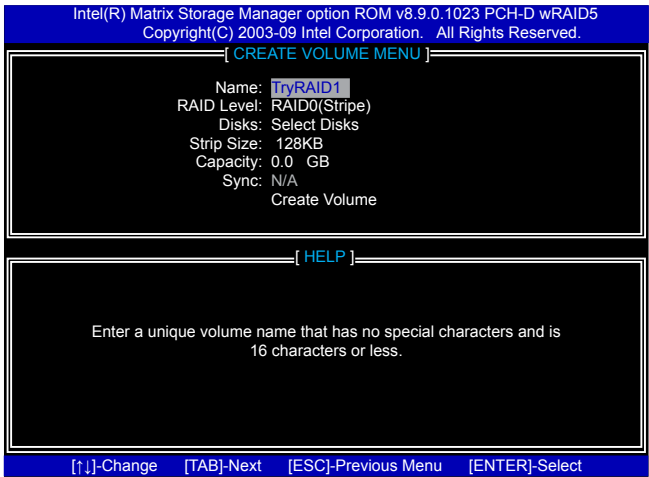 Intel(R) Matrix Storage Manager option ROM v8.9.0.1023 PCH-D wRAID5
Copyright(C) 2003-09 Intel Corporation. All Rights Reserved.
[ CREATE VOLUME MENU ]
Name: TryRAID1
RAID Level: RAID0(Stripe)
Disks: Select Disks
Strip Size: 128KB
Capacity: 0.0 GB
Sync: N/A
Create Volume
[ HELP ]
Enter a unique volume name that has no special characters and is
16 characters or less.
[↑↓]-Change [TAB]-Next [ESC]-Previous Menu [ENTER]-Select